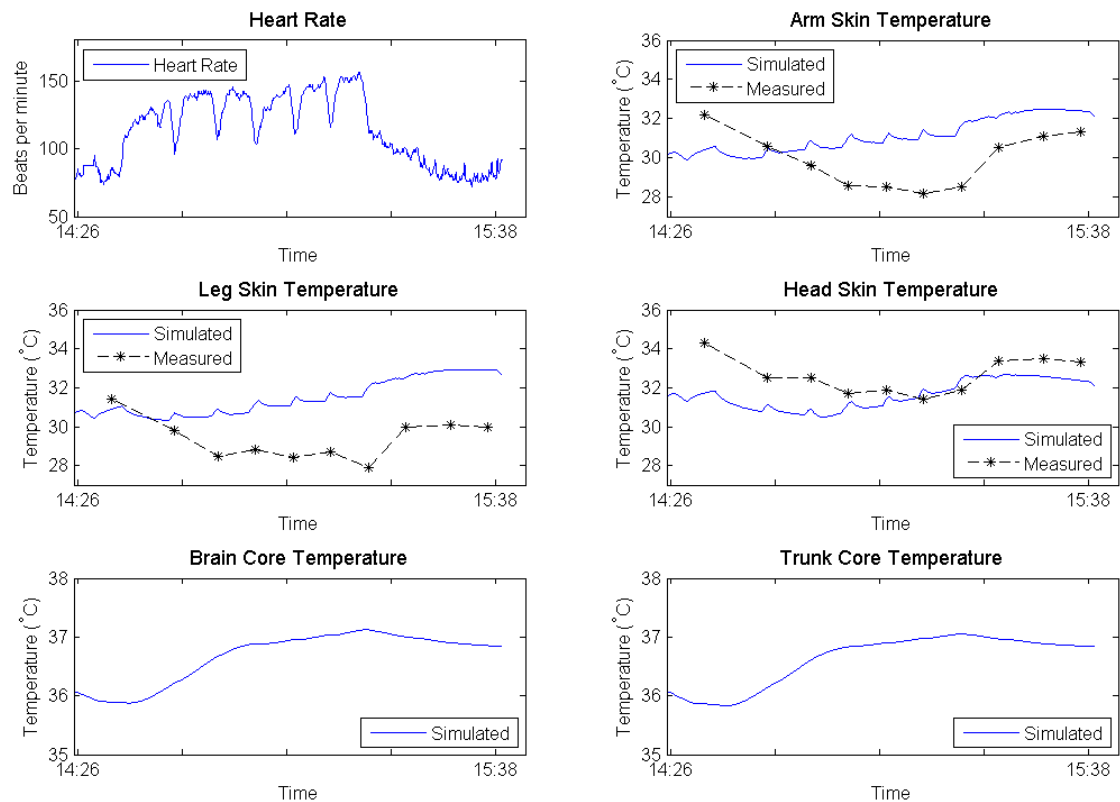 Heart Rate
Heart Rate
150
100
50
Beats per minute
14:26
15:38
Time
Arm Skin Temperature
Simulated
Measured
36
34
32
30
28
Temperature (˚C)
14:26
15:38
Time
Leg Skin Temperature
Simulated
Measured
36
34
32
30
28
Temperature (˚C)
14:26
15:38
Time
Head Skin Temperature
36
34
32
30
28
Temperature (˚C)
Simulated
Measured
14:26
15:38
Time
Brain Core Temperature
38
37
36
35
Temperature (˚C)
Simulated
14:26
15:38
Time
Trunk Core Temperature
38
37
36
35
Temperature (˚C)
Simulated
14:26
15:38
Time